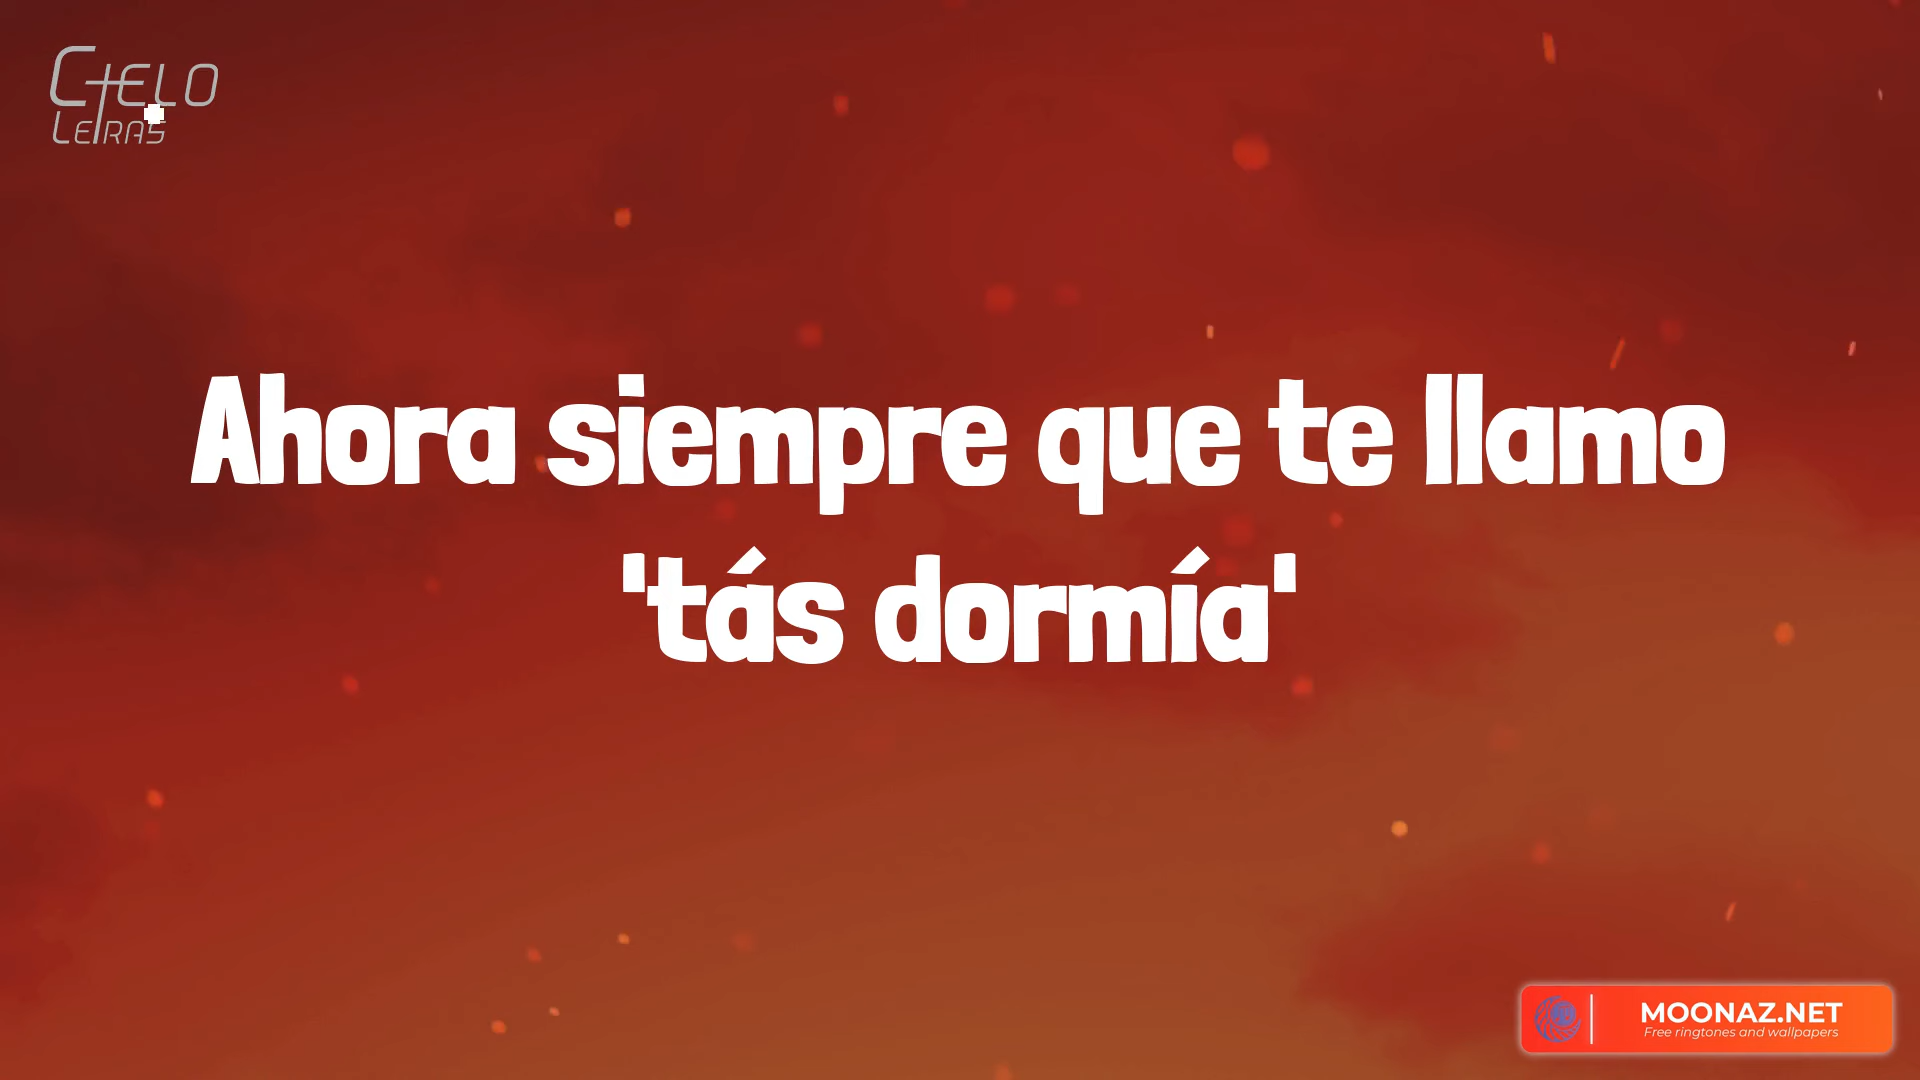 CIELO
LETRAS
Ahora siempre que te llamo
'tás dormía'
MOONAZ.NET
Free ringtones and wallpapers